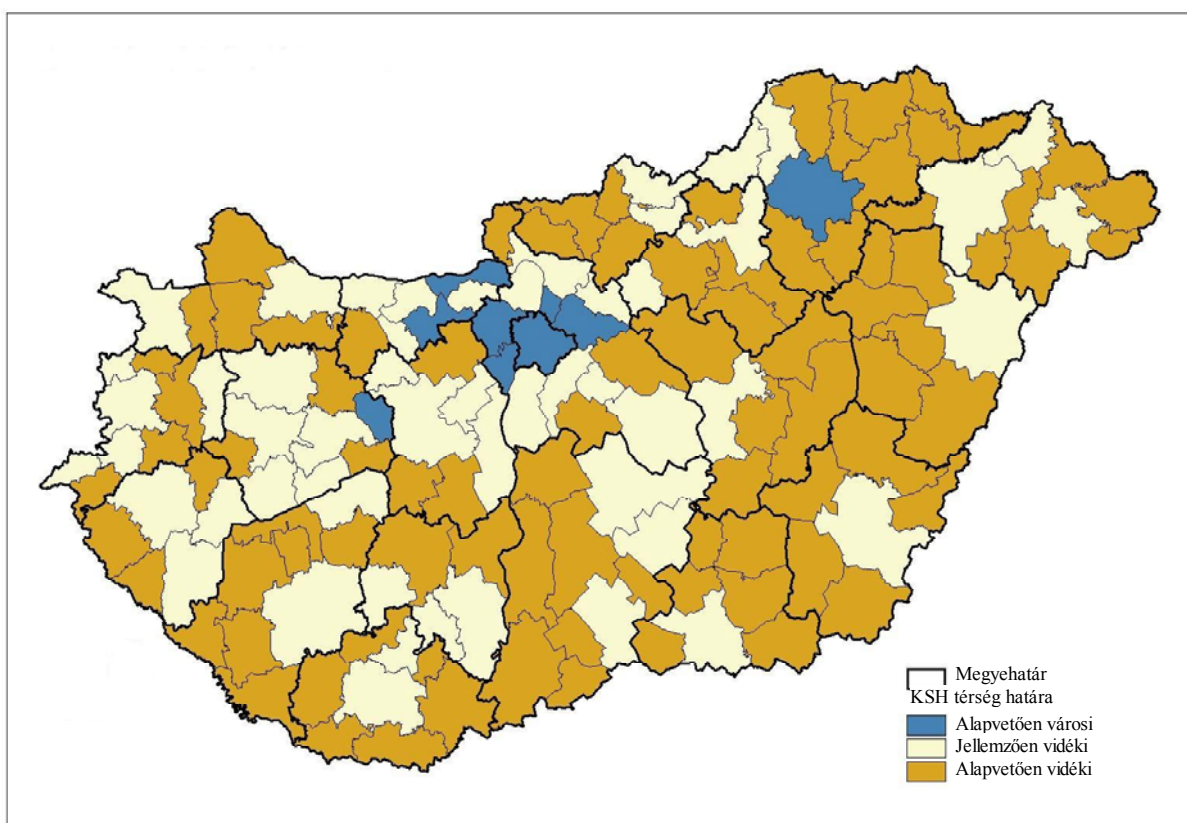 Megyehatár
KSH térség határa
Alapvetően városi
Jellemzően vidéki
Alapvetően vidéki